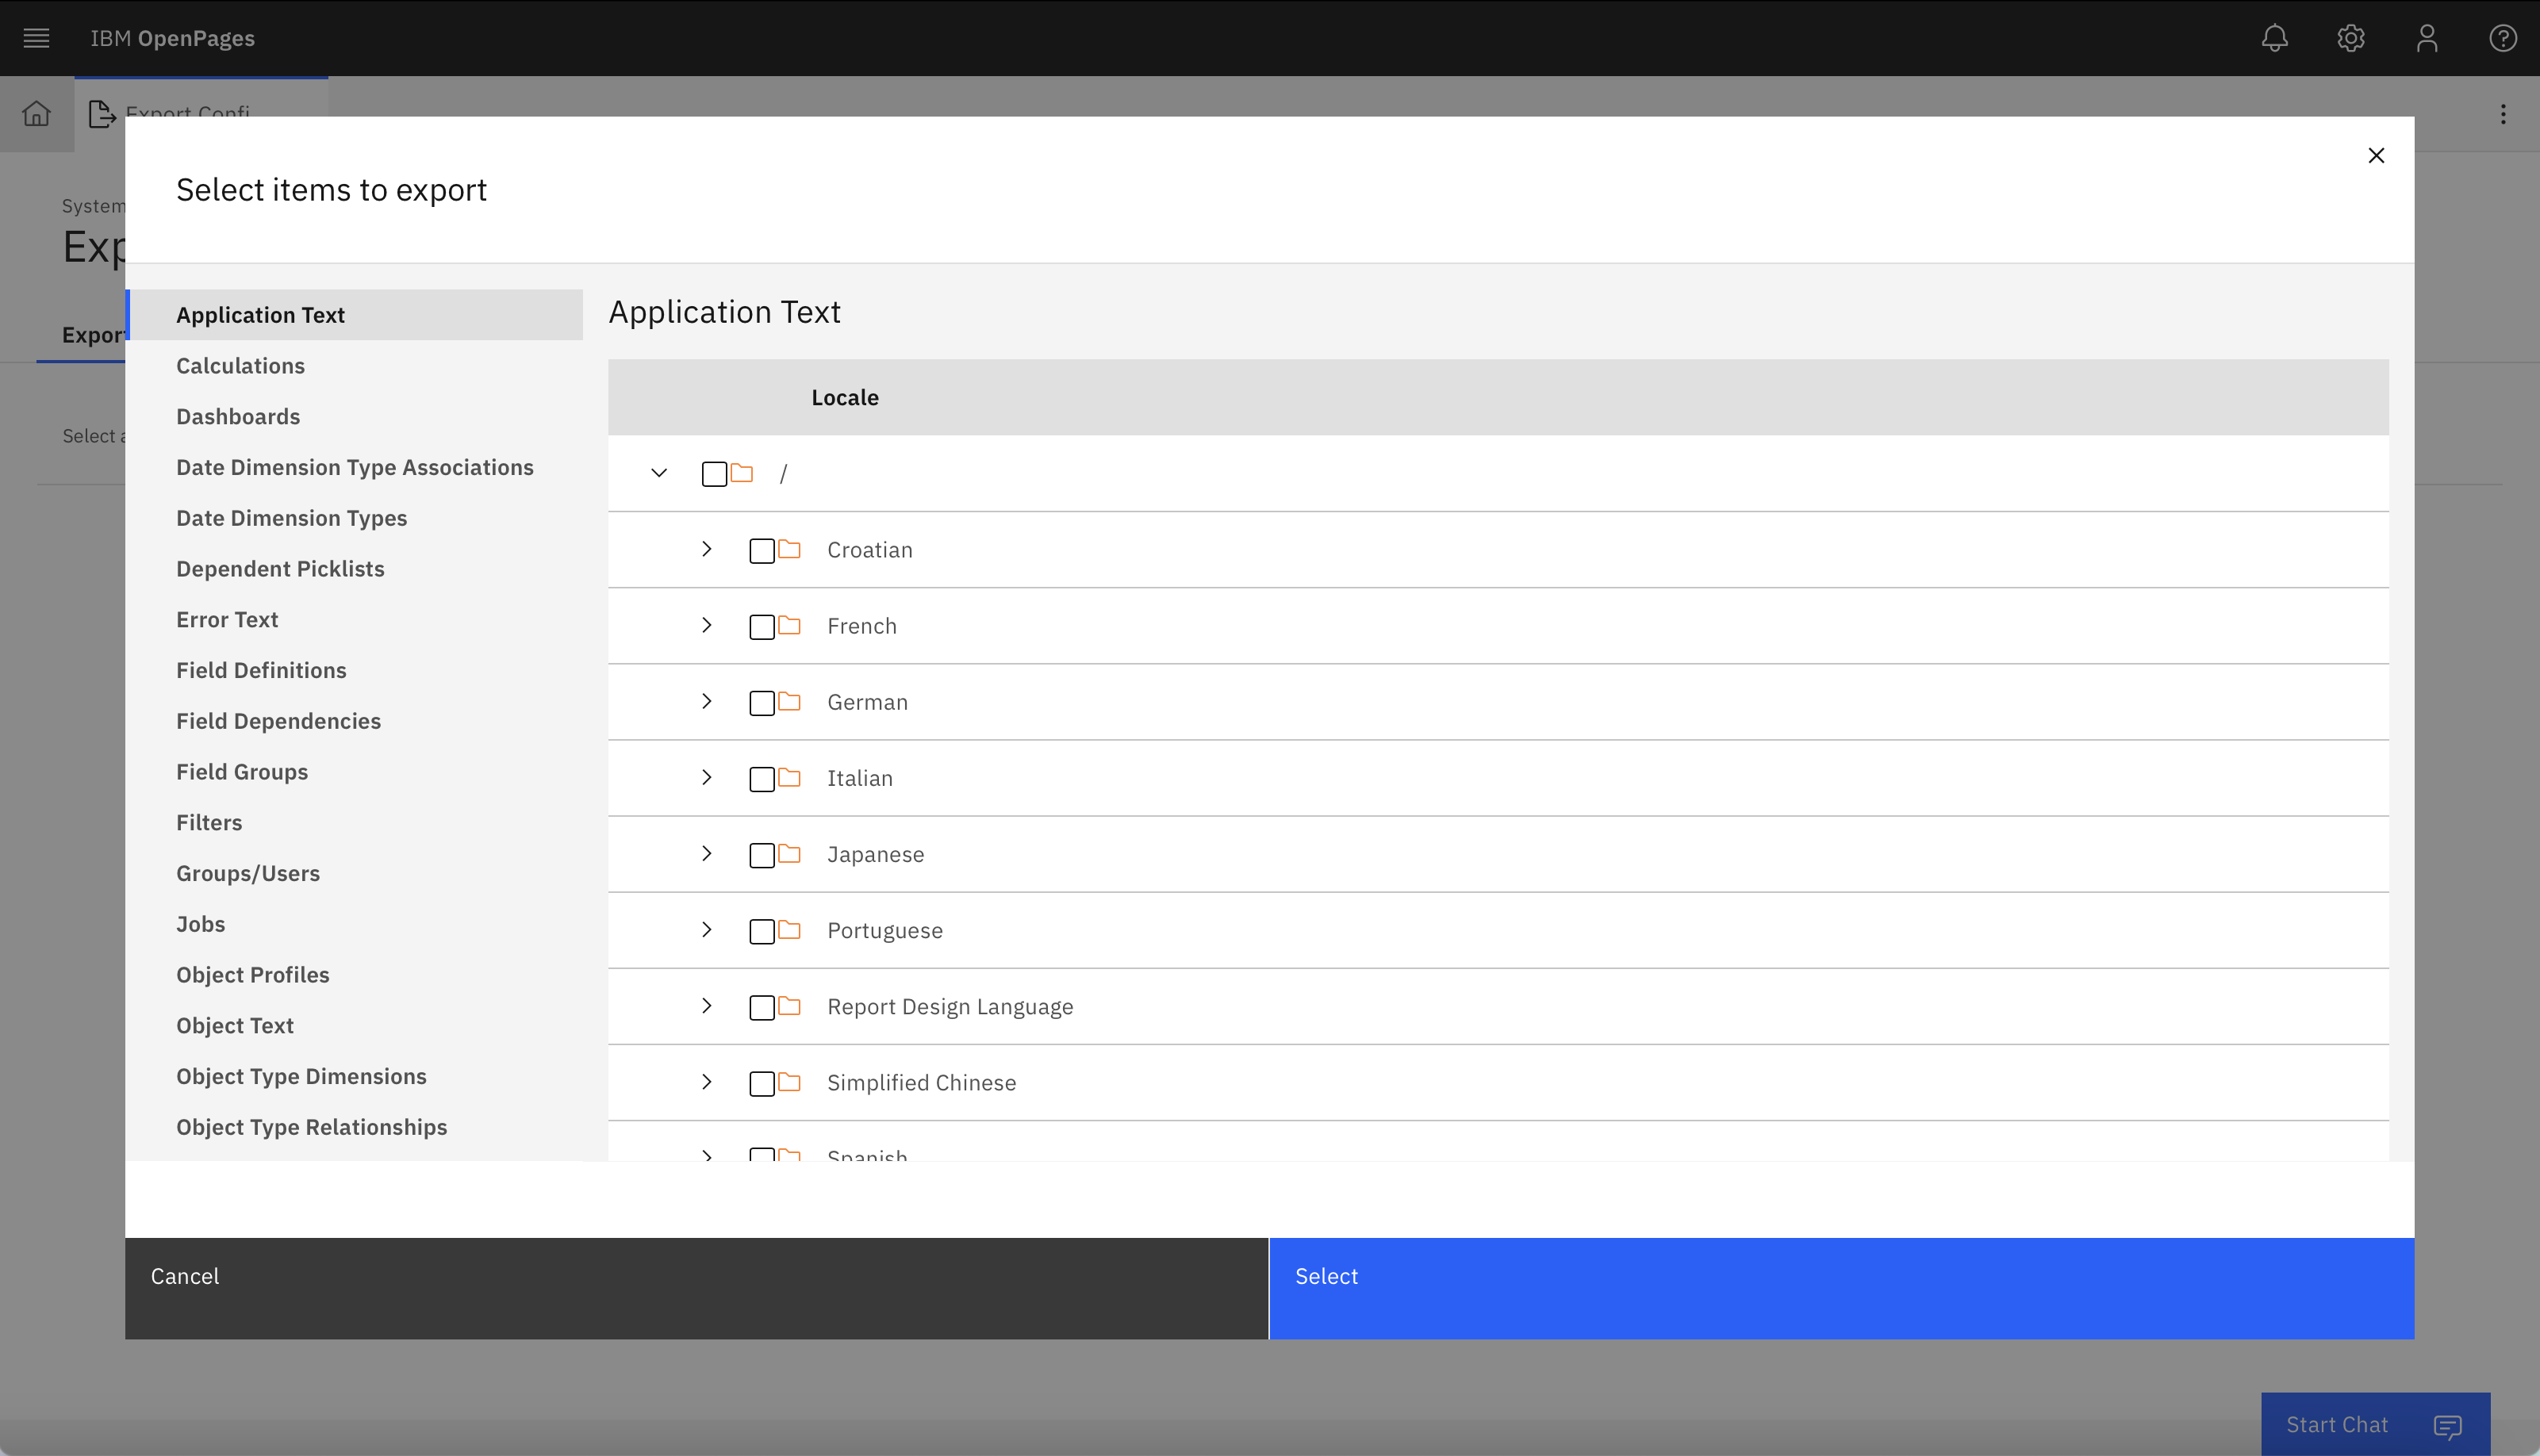 IBM OpenPages
Export Confi
Select items to export
System
Exp
Export
Select a
Application Text
Calculations
Dashboards
Date Dimension Type Associations
Date Dimension Types
Dependent Picklists
Error Text
Field Definitions
Field Dependencies
Field Groups
Filters
Groups/Users
Jobs
Object Profiles
Object Text
Object Type Dimensions
Object Type Relationships
Application Text
Locale
/
Croatian
French
German
Italian
Japanese
Portuguese
Report Design Language
Simplified Chinese
Spanish
Cancel
Select
Start Chat